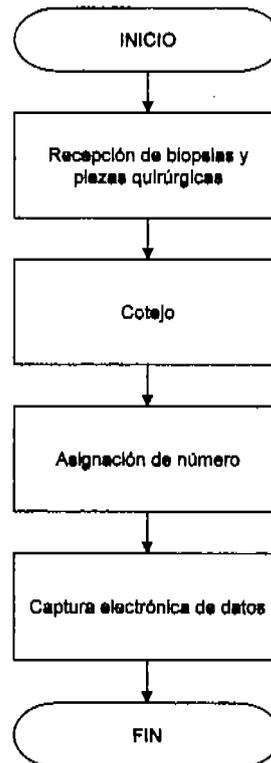 INICIO
Recepción de biopsias y
piezas quirúrgicas
Cotejo
Asignación de número
Captura electrónica de datos
FIN